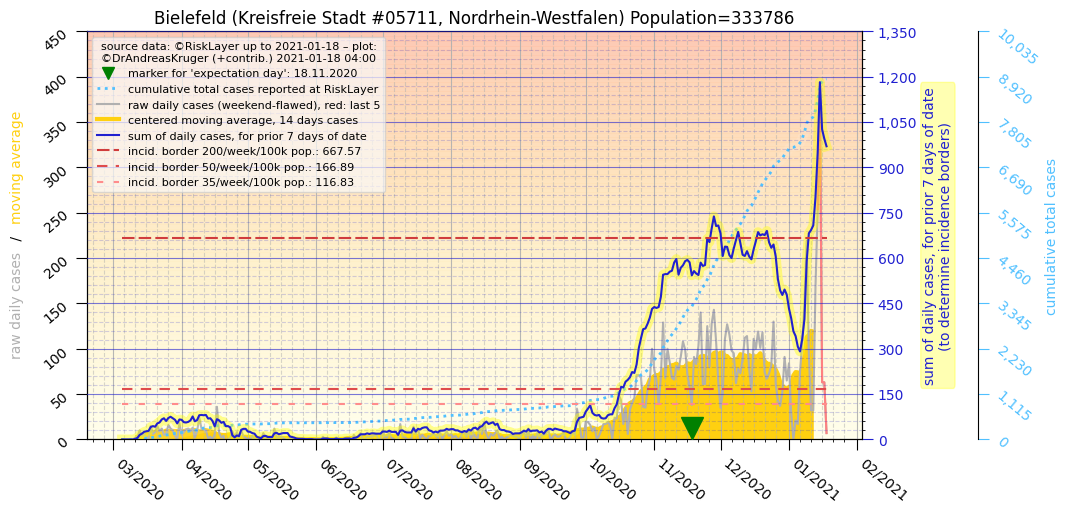 Bielefeld (Kreisfreie Stadt #05711, Nordrhein-Westfalen) Population=333786
source data: ©RiskLayer up to 2021-01-18 – plot:
©DrAndreasKruger (+contrib.) 2021-01-18 04:00
marker for 'expectation day': 18.11.2020
cumulative total cases reported at RiskLayer
raw daily cases (weekend-flawed), red: last 5
centered moving average, 14 days cases
sum of daily cases, for prior 7 days of date
incid. border 200/week/100k pop.: 667.57
incid. border 50/week/100k pop.: 166.89
incid. border 35/week/100k pop.: 116.83
raw daily cases / moving average
450
400
350
300
250
200
150
100
50
0
03/2020
04/2020
05/2020
06/2020
07/2020
08/2020
09/2020
10/2020
11/2020
12/2020
01/2021
02/2021
1,350
1,200
1,050
900
750
600
450
300
150
0
sum of daily cases, for prior 7 days of date
(to determine incidence borders)
10,035
8,920
7,805
6,690
5,575
4,460
3,345
2,230
1,115
0
cumulative total cases